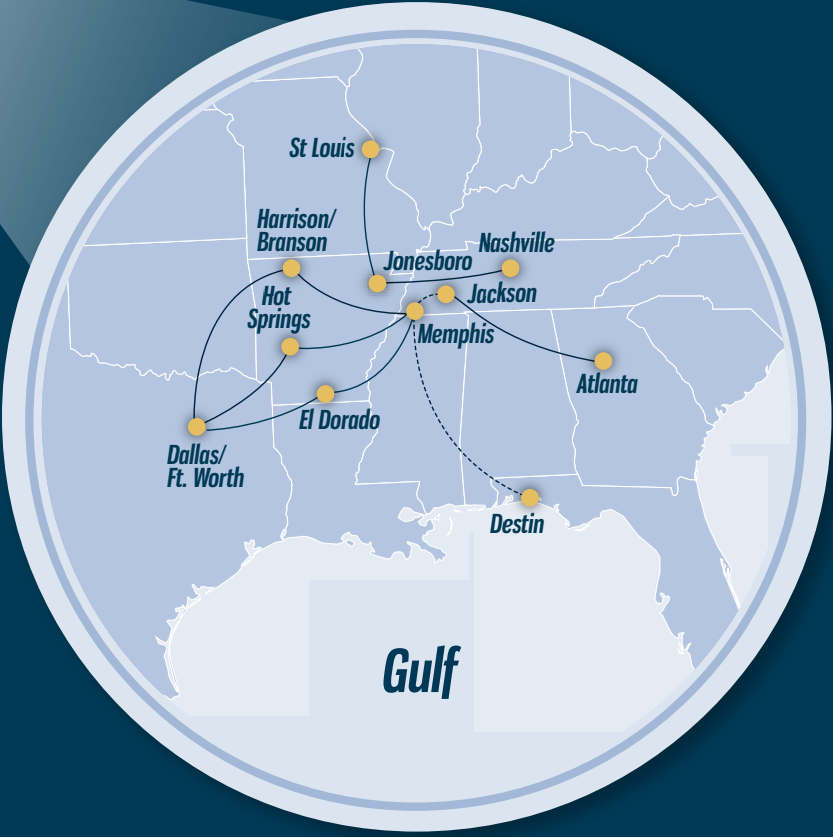 St Louis
Harrison/
Branson
Jonesboro
Nashville
Hot
Springs
Jackson
Memphis
Atlanta
El Dorado
Dallas/
Ft. Worth
Destin
Gulf